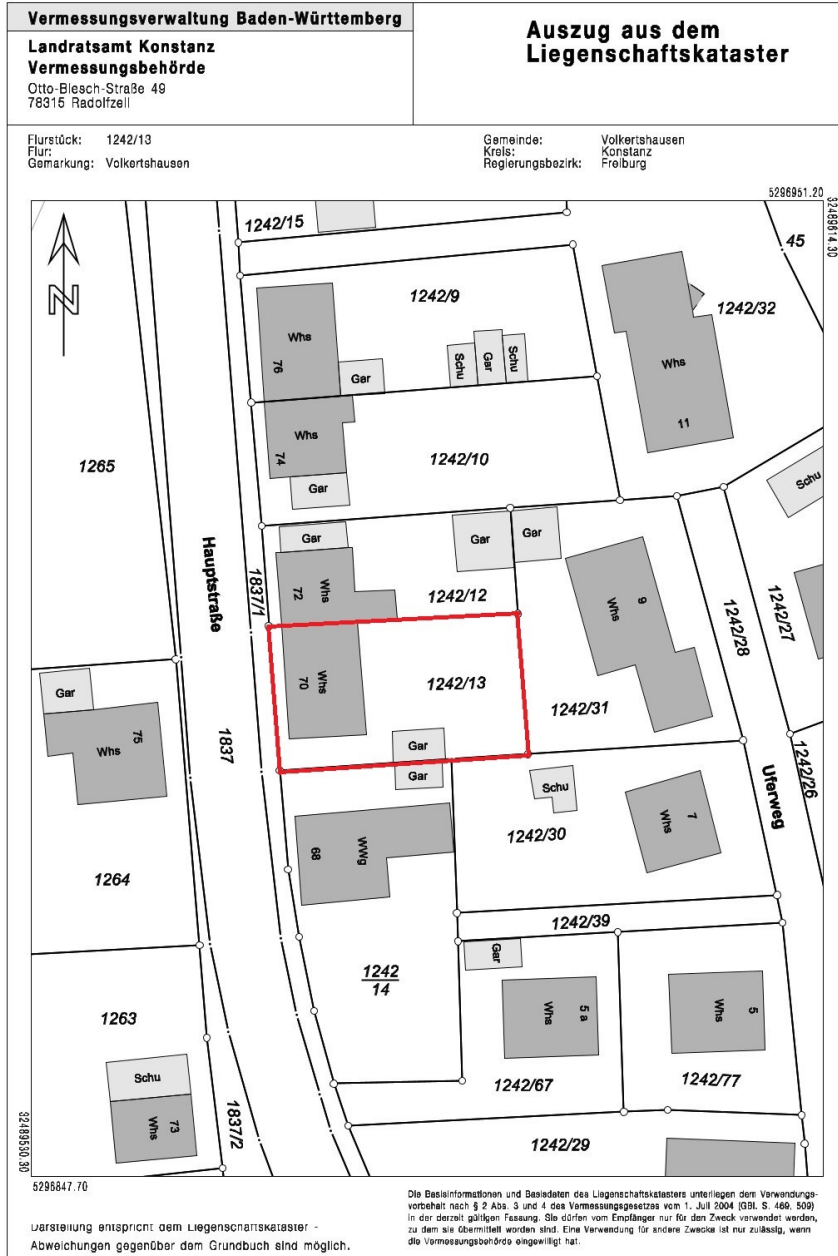 Vermessungsverwaltung Baden-Württemberg
Landratsamt Konstanz
Vermessungsbehörde
Otto-Blesch-Straße 49
78315 Radolfzell
Auszug aus dem
Liegenschaftskataster
Flurstück: 1242/13
Flur:
Gemarkung: Volkertshausen
Gemeinde: Volkertshausen
Kreis: Konstanz
Regierungsbezirk: Freiburg
5296951.20
32489614.30
N
1242/15
45
1242/9
1242/32
Whs
76
Gar
Schu
Gar
Schu
Whs
11
Whs
74
Gar
1242/10
1265
Schu
Hauptstraße
1837/1
Gar
Whs
72
Gar
Gar
1242/12
Whs
9
1242/28
1242/27
Whs
70
1242/13
1242/31
Gar
Gar
Gar
Whs
75
1837
Schu
1242/30
Whs
7
Uferweg
1242/26
WWg
68
1264
1242/39
1242
14
Gar
Whs
5 a
Whs
5
1263
Schu
Whs
73
1837/2
1242/67
1242/77
1242/29
32489530.30
5296847.70
Darstellung entspricht dem Liegenschaftskataster -
Abweichungen gegenüber dem Grundbuch sind möglich.
Die Basisinformationen und Basisdaten des Liegenschaftskatasters unterliegen dem Verwendungs-
vorbehalt nach § 2 Abs. 3 und 4 des Vermessungsgesetzes vom 1. Juli 2004 (GBl. S. 469, 509)
in der derzeit gültigen Fassung. Sie dürfen vom Empfänger nur für den Zweck verwendet werden,
zu dem sie übermittelt worden sind. Eine Verwendung für andere Zwecke ist nur zulässig, wenn
die Vermessungsbehörde eingewilligt hat.